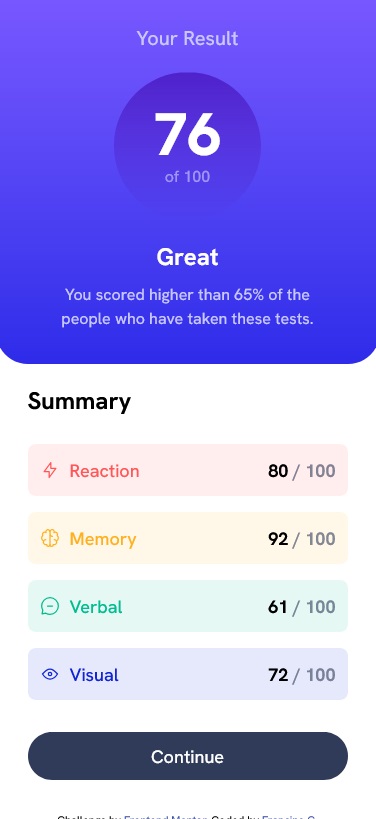 Your Result
76
of 100
Great
You scored higher than 65% of the
people who have taken these tests.
Summary
Reaction 80 / 100
Memory 92 / 100
Verbal 61 / 100
Visual 72 / 100
Continue
Challenge by Frontend Mentor. Coded by